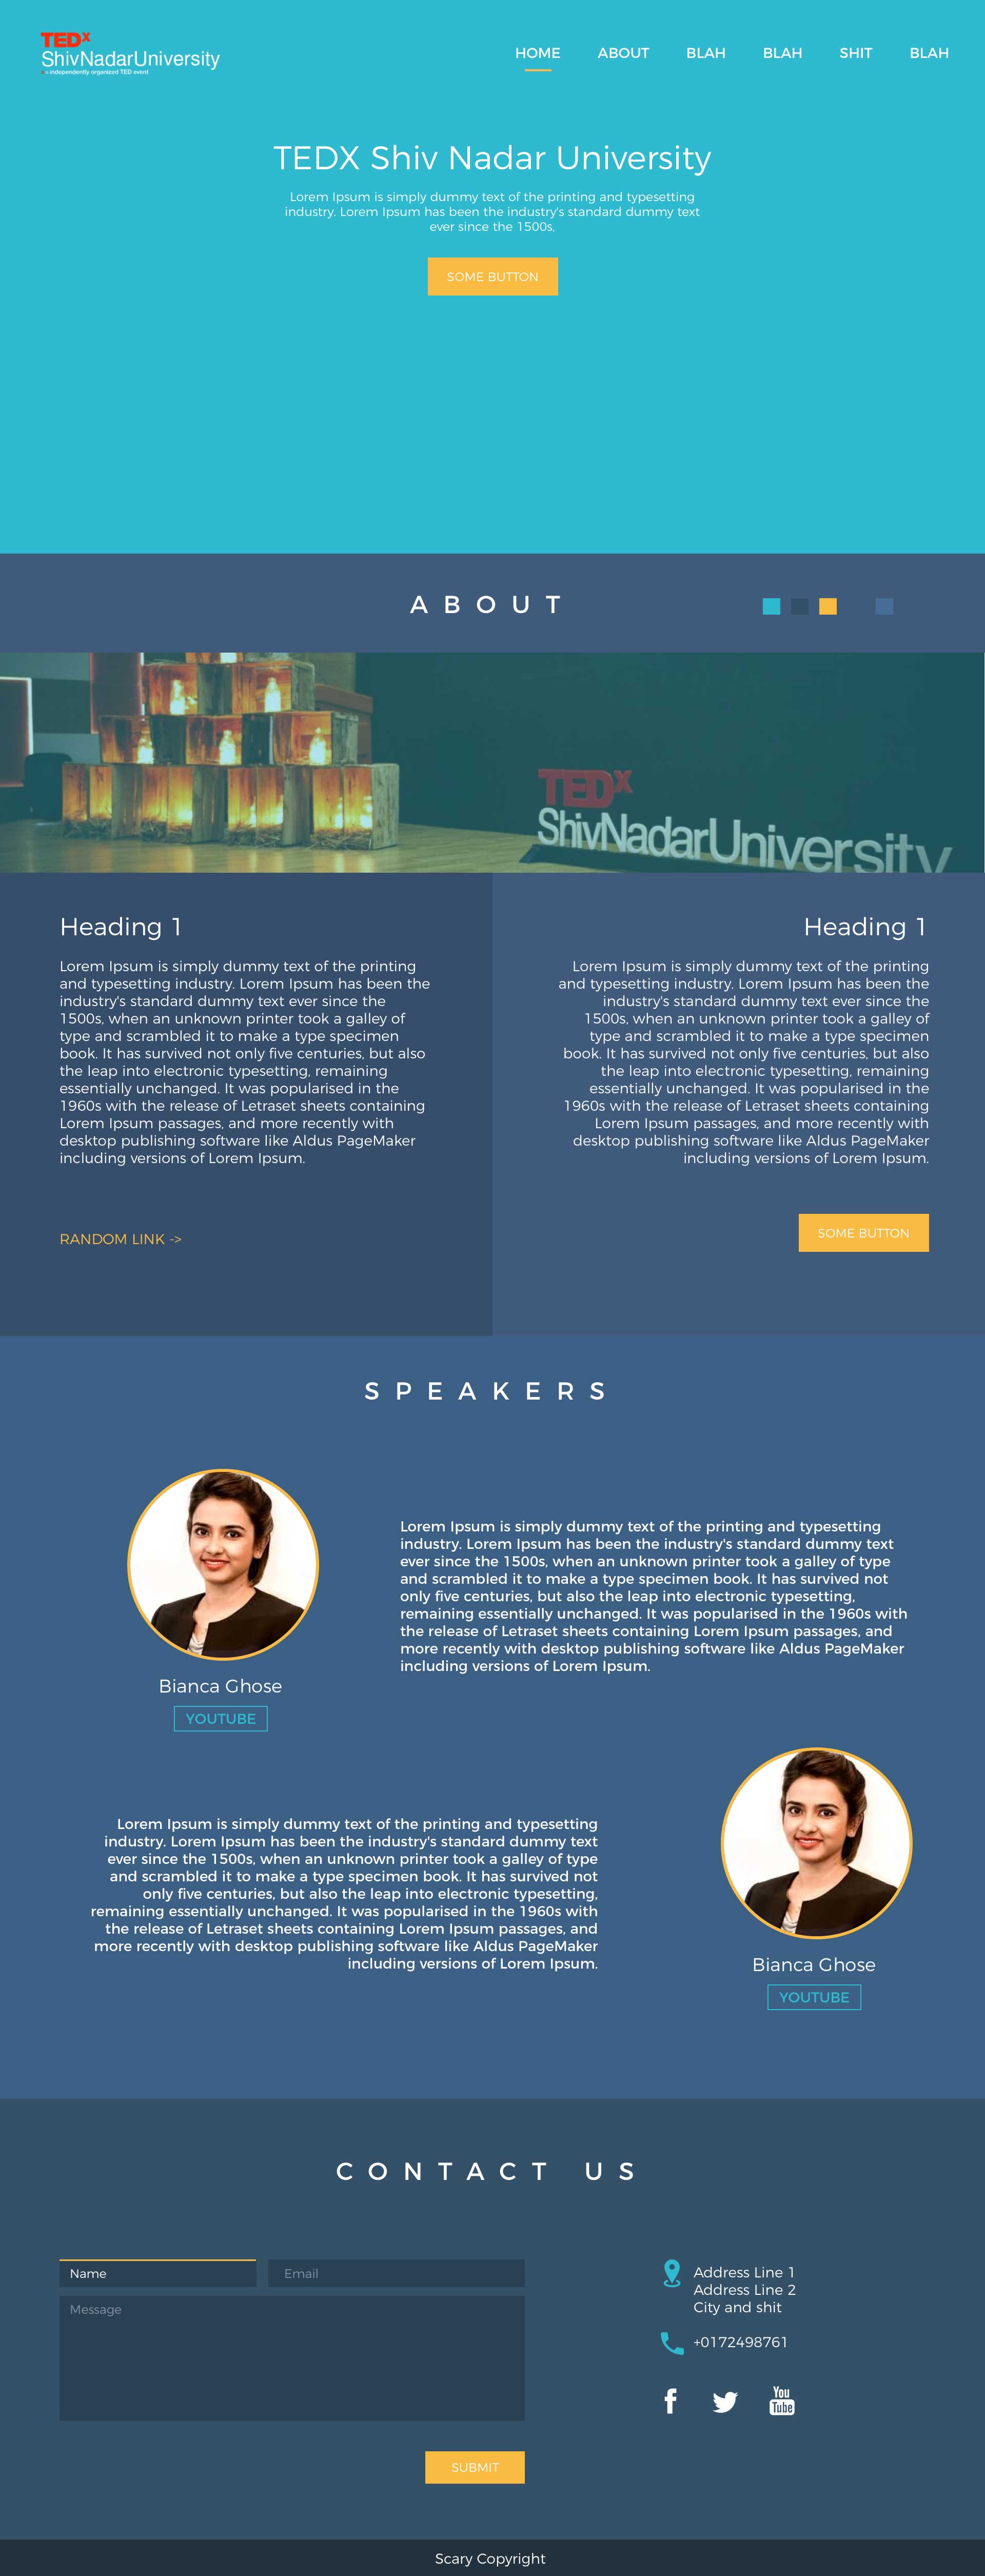 TEDx
ShivNadarUniversity
x = independently organized TED event
HOME ABOUT BLAH BLAH SHIT BLAH
TEDX Shiv Nadar University
Lorem Ipsum is simply dummy text of the printing and typesetting
industry. Lorem Ipsum has been the industry's standard dummy text
ever since the 1500s,
SOME BUTTON
ABOUT
TEDx
ShivNadarUniversity
Heading 1
Lorem Ipsum is simply dummy text of the printing
and typesetting industry. Lorem Ipsum has been the
industry's standard dummy text ever since the
1500s, when an unknown printer took a galley of
type and scrambled it to make a type specimen
book. It has survived not only five centuries, but also
the leap into electronic typesetting, remaining
essentially unchanged. It was popularised in the
1960s with the release of Letraset sheets containing
Lorem Ipsum passages, and more recently with
desktop publishing software like Aldus PageMaker
including versions of Lorem Ipsum.
RANDOM LINK ->
Heading 1
Lorem Ipsum is simply dummy text of the printing
and typesetting industry. Lorem Ipsum has been the
industry's standard dummy text ever since the
1500s, when an unknown printer took a galley of
type and scrambled it to make a type specimen
book. It has survived not only five centuries, but also
the leap into electronic typesetting, remaining
essentially unchanged. It was popularised in the
1960s with the release of Letraset sheets containing
Lorem Ipsum passages, and more recently with
desktop publishing software like Aldus PageMaker
including versions of Lorem Ipsum.
SOME BUTTON
SPEAKERS
Bianca Ghose
YOUTUBE
Lorem Ipsum is simply dummy text of the printing and typesetting
industry. Lorem Ipsum has been the industry's standard dummy text
ever since the 1500s, when an unknown printer took a galley of type
and scrambled it to make a type specimen book. It has survived not
only five centuries, but also the leap into electronic typesetting,
remaining essentially unchanged. It was popularised in the 1960s with
the release of Letraset sheets containing Lorem Ipsum passages, and
more recently with desktop publishing software like Aldus PageMaker
including versions of Lorem Ipsum.
Lorem Ipsum is simply dummy text of the printing and typesetting
industry. Lorem Ipsum has been the industry's standard dummy text
ever since the 1500s, when an unknown printer took a galley of type
and scrambled it to make a type specimen book. It has survived not
only five centuries, but also the leap into electronic typesetting,
remaining essentially unchanged. It was popularised in the 1960s with
the release of Letraset sheets containing Lorem Ipsum passages, and
more recently with desktop publishing software like Aldus PageMaker
including versions of Lorem Ipsum.
Bianca Ghose
YOUTUBE
CONTACT US
Name
Email
Message
SUBMIT
Address Line 1
Address Line 2
City and shit
+0172498761
You
Tube
Scary Copyright